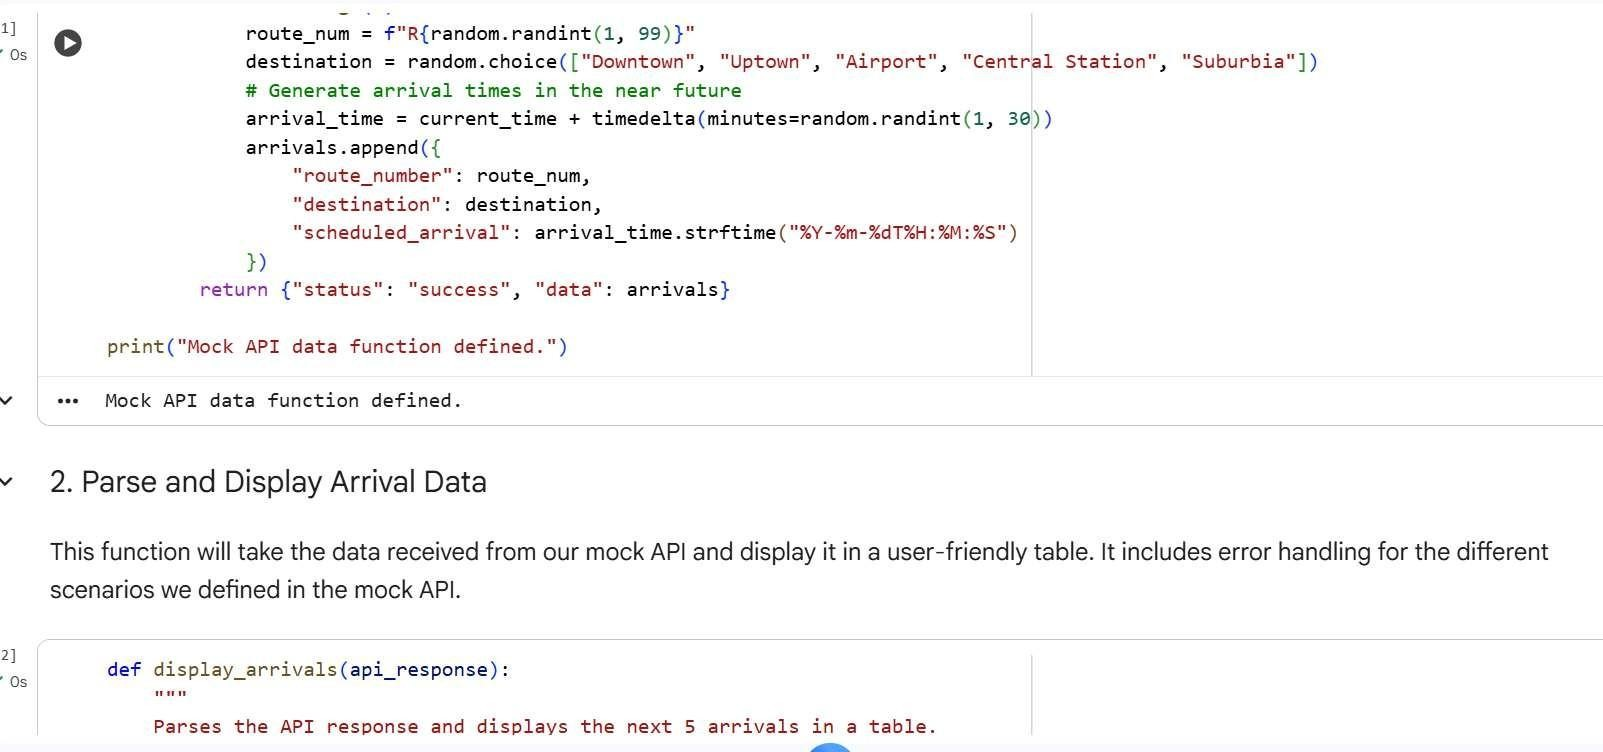 1]
0s
route_num = f"R{random.randint(1, 99)}"
destination = random.choice(["Downtown", "Uptown", "Airport", "Central Station", "Suburbia"])
# Generate arrival times in the near future
arrival_time = current_time + timedelta(minutes=random.randint(1, 30))
arrivals.append({
"route_number": route_num,
"destination": destination,
"scheduled_arrival": arrival_time.strftime("%Y-%m-%dT%H:%M:%S")
})
return {"status": "success", "data": arrivals}
print("Mock API data function defined.")
Mock API data function defined.
2. Parse and Display Arrival Data
This function will take the data received from our mock API and display it in a user-friendly table. It includes error handling for the different
scenarios we defined in the mock API.
2]
0s
def display_arrivals(api_response):
"""
Parses the API response and displays the next 5 arrivals in a table.